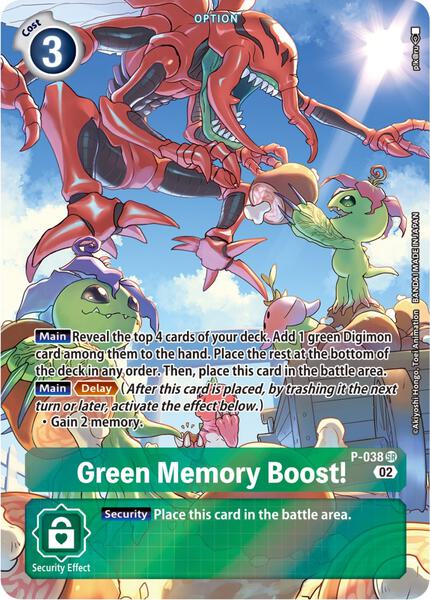 OPTION
Cost
3
Main Reveal the top 4 cards of your deck. Add 1 green Digimon
card among them to the hand. Place the rest at the bottom of
the deck in any order. Then, place this card in the battle area.
Main Delay (After this card is placed, by trashing it the next
turn or later, activate the effect below.)
• Gain 2 memory.
P-038 SR
Green Memory Boost!
02
Security Place this card in the battle area.
Security Effect
©Akiyoshi Hongo, Toei Animation BANDAI MADE IN JAPAN